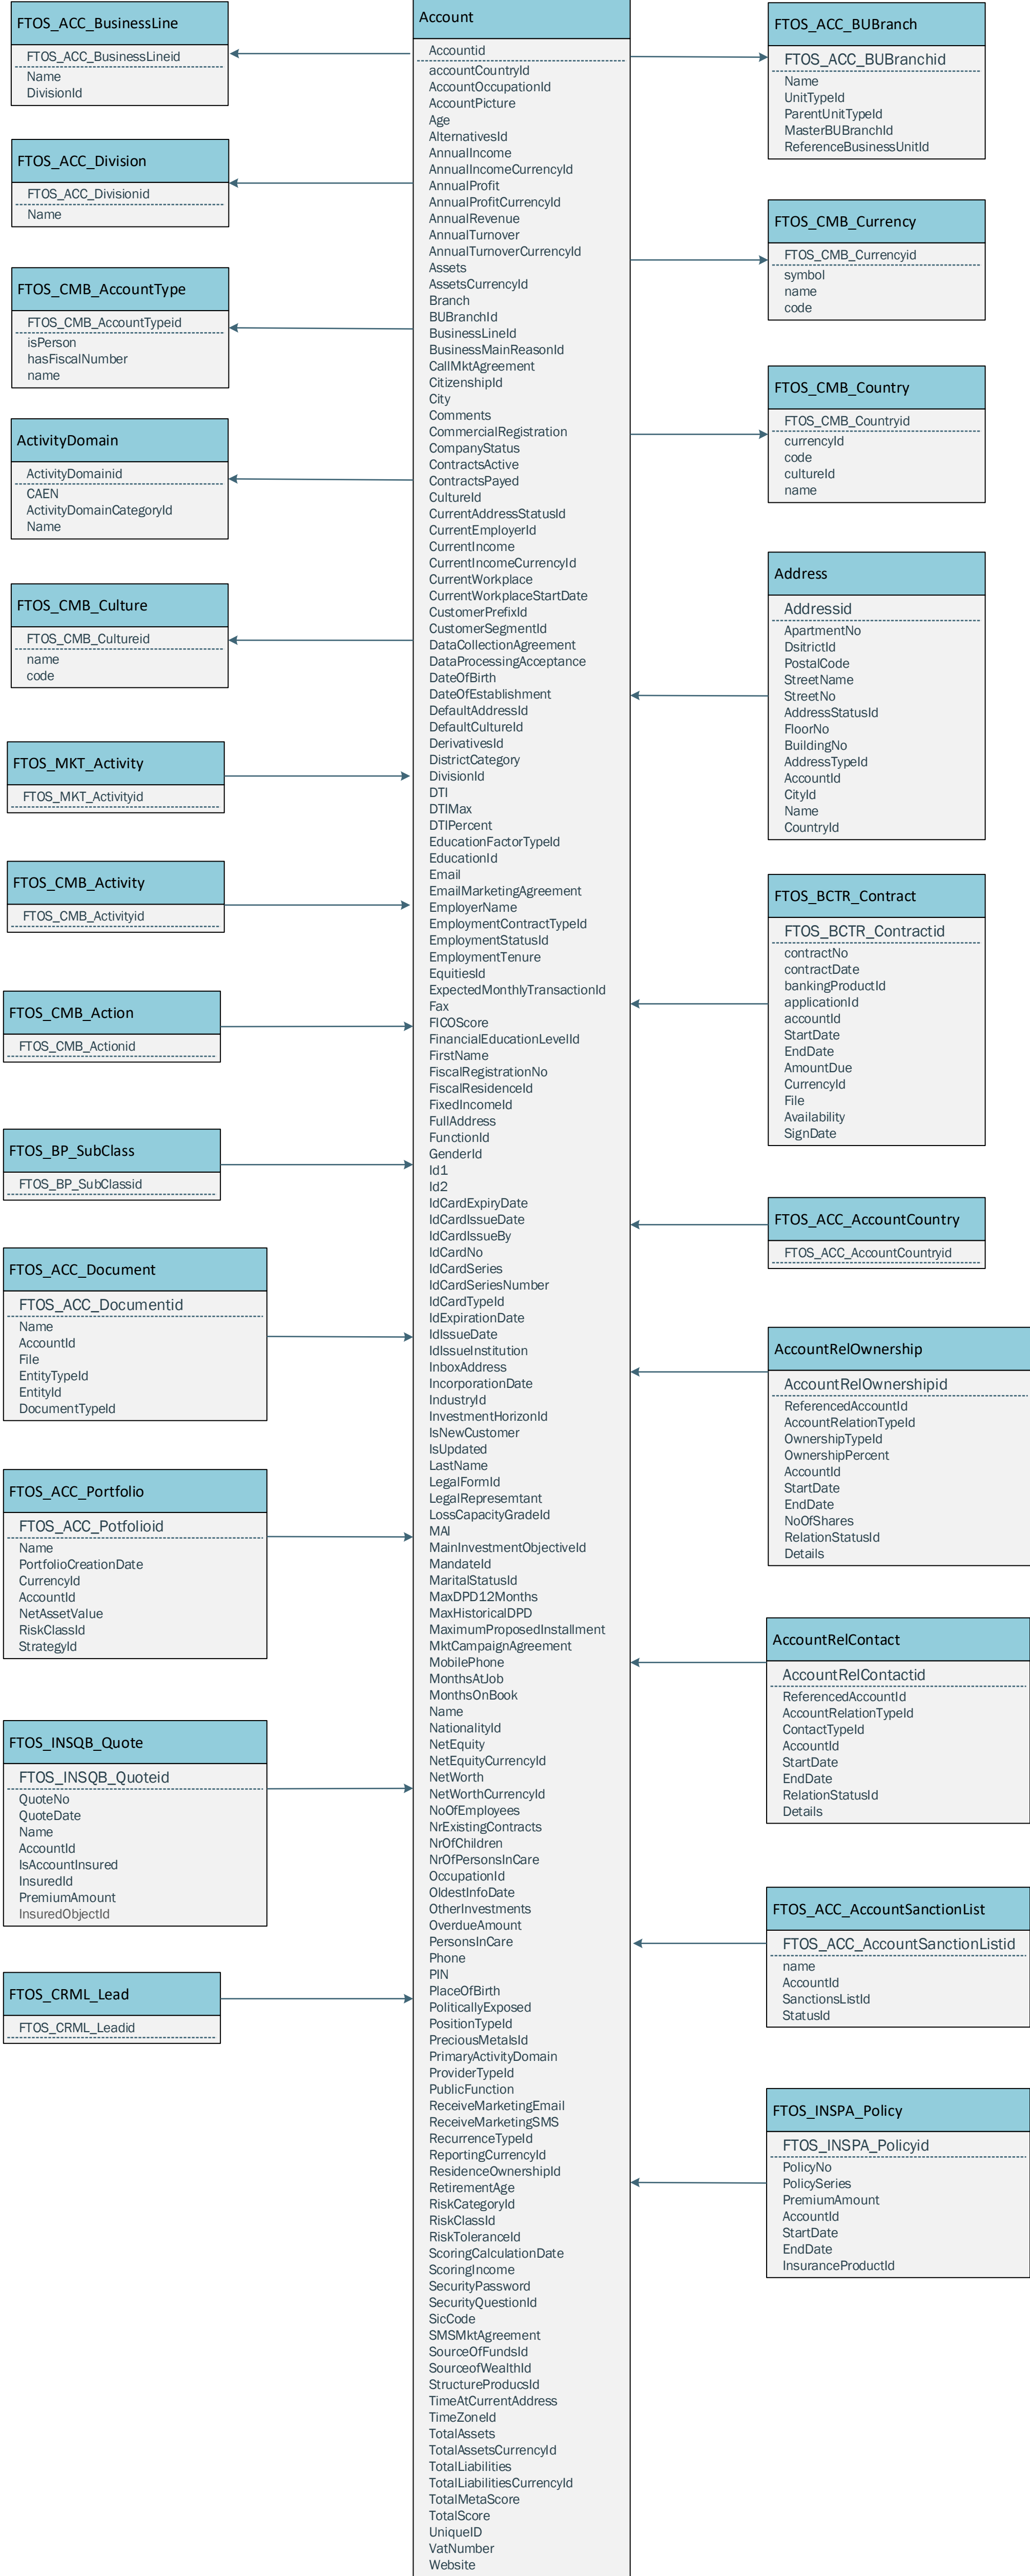 FTOS_ACC_BusinessLine
FTOS_ACC_BusinessLineid
Name
DivisionId
FTOS_ACC_Division
FTOS_ACC_Divisionid
Name
FTOS_CMB_AccountType
FTOS_CMB_AccountTypeid
isPerson
hasFiscalNumber
name
ActivityDomain
ActivityDomainid
CAEN
ActivityDomainCategoryId
Name
FTOS_CMB_Culture
FTOS_CMB_Cultureid
name
code
FTOS_MKT_Activity
FTOS_MKT_Activityid
FTOS_CMB_Activity
FTOS_CMB_Activityid
FTOS_CMB_Action
FTOS_CMB_Actionid
FTOS_BP_SubClass
FTOS_BP_SubClassid
FTOS_ACC_Document
FTOS_ACC_Documentid
Name
AccountId
File
EntityTypeId
EntityId
DocumentTypeId
FTOS_ACC_Portfolio
FTOS_ACC_Potfolioid
Name
PortfolioCreationDate
CurrencyId
AccountId
NetAssetValue
RiskClassId
StrategyId
FTOS_INSQB_Quote
FTOS_INSQB_Quoteid
QuoteNo
QuoteDate
Name
AccountId
IsAccountInsured
InsuredId
PremiumAmount
InsuredObjectId
FTOS_CRML_Lead
FTOS_CRML_Leadid
Account
Accountid
accountCountryId
AccountOccupationId
AccountPicture
Age
AlternativesId
AnnualIncome
AnnualIncomeCurrencyId
AnnualProfit
AnnualProfitCurrencyId
AnnualRevenue
AnnualTurnover
AnnualTurnoverCurrencyId
Assets
AssetsCurrencyId
Branch
BUBranchId
BusinessLineId
BusinessMainReasonId
CallMktAgreement
CitizenshipId
City
Comments
CommercialRegistration
CompanyStatus
ContractsActive
ContractsPayed
CultureId
CurrentAddressStatusId
CurrentEmployerId
CurrentIncome
CurrentIncomeCurrencyId
CurrentWorkplace
CurrentWorkplaceStartDate
CustomerPrefixId
CustomerSegmentId
DataCollectionAgreement
DataProcessingAcceptance
DateOfBirth
DateOfEstablishment
DefaultAddressId
DefaultCultureId
DerivativesId
DistrictCategory
DivisionId
DTI
DTIMax
DTIPercent
EducationFactorTypeId
EducationId
Email
EmailMarketingAgreement
EmployerName
EmploymentContractTypeId
EmploymentStatusId
EmploymentTenure
EquitiesId
ExpectedMonthlyTransactionId
Fax
FICOScore
FinancialEducationLevelId
FirstName
FiscalRegistrationNo
FiscalResidenceId
FixedIncomeId
FullAddress
FunctionId
GenderId
Id1
Id2
IdCardExpiryDate
IdCardIssueDate
IdCardIssueBy
IdCardNo
IdCardSeries
IdCardSeriesNumber
IdCardTypeId
IdExpirationDate
IdIssueDate
IdIssueInstitution
InboxAddress
IncorporationDate
IndustryId
InvestmentHorizonId
IsNewCustomer
IsUpdated
LastName
LegalFormId
LegalRepresemtant
LossCapacityGradeId
MAI
MainInvestmentObjectiveId
MandateId
MaritalStatusId
MaxDPD12Months
MaxHistoricalDPD
MaximumProposedInstallment
MktCampaignAgreement
MobilePhone
MonthsAtJob
MonthsOnBook
Name
NationalityId
NetEquity
NetEquityCurrencyId
NetWorth
NetWorthCurrencyId
NoOfEmployees
NrExistingContracts
NrOfChildren
NrOfPersonsInCare
OccupationId
OldestInfoDate
OtherInvestments
OverdueAmount
PersonsInCare
Phone
PIN
PlaceOfBirth
PoliticallyExposed
PositionTypeId
PreciousMetalsId
PrimaryActivityDomain
ProviderTypeId
PublicFunction
ReceiveMarketingEmail
ReceiveMarketingSMS
RecurrenceTypeId
ReportingCurrencyId
ResidenceOwnershipId
RetirementAge
RiskCategoryId
RiskClassId
RiskToleranceId
ScoringCalculationDate
ScoringIncome
SecurityPassword
SecurityQuestionId
SicCode
SMSMktAgreement
SourceOfFundsId
SourceofWealthId
StructureProducsId
TimeAtCurrentAddress
TimeZoneId
TotalAssets
TotalAssetsCurrencyId
TotalLiabilities
TotalLiabilitiesCurrencyId
TotalMetaScore
TotalScore
UniqueID
VatNumber
Website
FTOS_ACC_BUBranch
FTOS_ACC_BUBranchid
Name
UnitTypeId
ParentUnitTypeId
MasterBUBranchId
ReferenceBusinessUnitId
FTOS_CMB_Currency
FTOS_CMB_Currencyid
symbol
name
code
FTOS_CMB_Country
FTOS_CMB_Countryid
currencyId
code
cultureId
name
Address
Addressid
ApartmentNo
DsitrictId
PostalCode
StreetName
StreetNo
AddressStatusId
FloorNo
BuildingNo
AddressTypeId
AccountId
CityId
Name
CountryId
FTOS_BCTR_Contract
FTOS_BCTR_Contractid
contractNo
contractDate
bankingProductId
applicationId
accountId
StartDate
EndDate
AmountDue
CurrencyId
File
Availability
SignDate
FTOS_ACC_AccountCountry
FTOS_ACC_AccountCountryid
AccountRelOwnership
AccountRelOwnershipid
ReferencedAccountId
AccountRelationTypeId
OwnershipTypeId
OwnershipPercent
AccountId
StartDate
EndDate
NoOfShares
RelationStatusId
Details
AccountRelContact
AccountRelContactid
ReferencedAccountId
AccountRelationTypeId
ContactTypeId
AccountId
StartDate
EndDate
RelationStatusId
Details
FTOS_ACC_AccountSanctionList
FTOS_ACC_AccountSanctionListid
name
AccountId
SanctionsListId
StatusId
FTOS_INSPA_Policy
FTOS_INSPA_Policyid
PolicyNo
PolicySeries
PremiumAmount
AccountId
StartDate
EndDate
InsuranceProductId